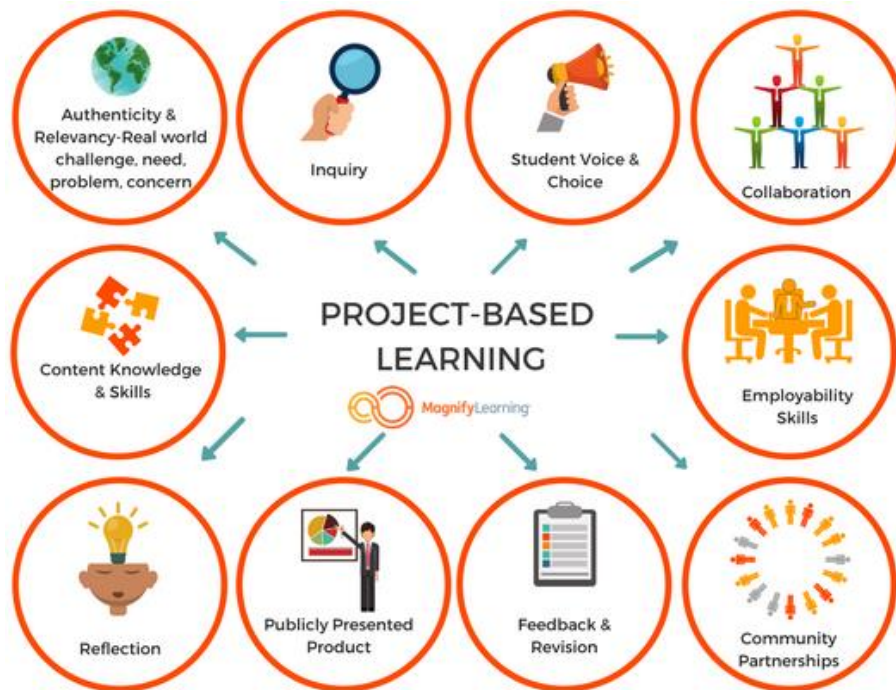 Authenticity &
Relevancy-Real world
challenge, need,
problem, concern
Inquiry
Student Voice &
Choice
Collaboration
PROJECT-BASED
LEARNING
MagnifyLearning
Content Knowledge
& Skills
Employability
Skills
Reflection
Publicly Presented
Product
Feedback &
Revision
Community
Partnerships